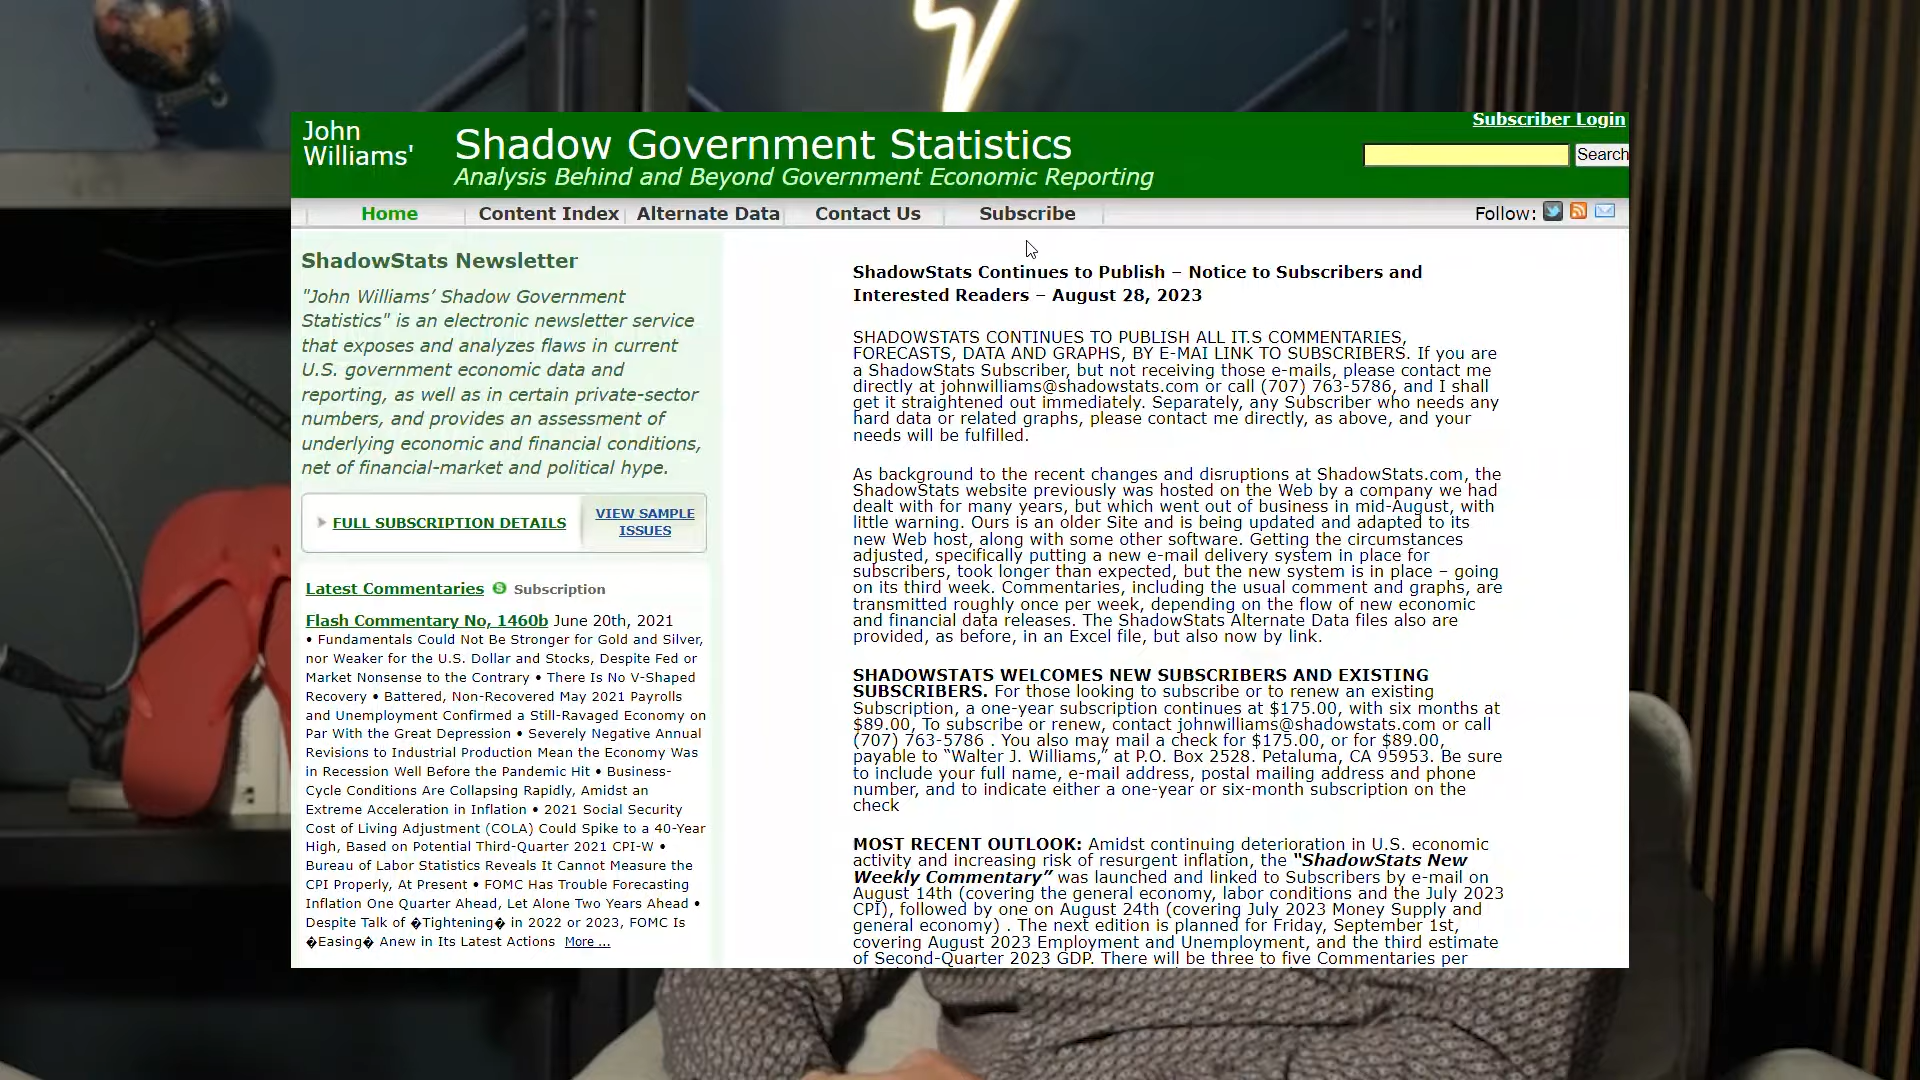 John
Williams'
Shadow Government Statistics
Analysis Behind and Beyond Government Economic Reporting
Subscriber Login
Search
Home
Content Index
Alternate Data
Contact Us
Subscribe
Follow:
ShadowStats Newsletter
"John Williams’ Shadow Government
Statistics" is an electronic newsletter service
that exposes and analyzes flaws in current
U.S. government economic data and
reporting, as well as in certain private-sector
numbers, and provides an assessment of
underlying economic and financial conditions,
net of financial-market and political hype.
FULL SUBSCRIPTION DETAILS
VIEW SAMPLE
ISSUES
Latest Commentaries S Subscription
Flash Commentary No, 1460b June 20th, 2021
• Fundamentals Could Not Be Stronger for Gold and Silver,
nor Weaker for the U.S. Dollar and Stocks, Despite Fed or
Market Nonsense to the Contrary • There Is No V-Shaped
Recovery • Battered, Non-Recovered May 2021 Payrolls
and Unemployment Confirmed a Still-Ravaged Economy on
Par With the Great Depression • Severely Negative Annual
Revisions to Industrial Production Mean the Economy Was
in Recession Well Before the Pandemic Hit • Business-
Cycle Conditions Are Collapsing Rapidly, Amidst an
Extreme Acceleration in Inflation • 2021 Social Security
Cost of Living Adjustment (COLA) Could Spike to a 40-Year
High, Based on Potential Third-Quarter 2021 CPI-W •
Bureau of Labor Statistics Reveals It Cannot Measure the
CPI Properly, At Present • FOMC Has Trouble Forecasting
Inflation One Quarter Ahead, Let Alone Two Years Ahead •
Despite Talk of �Tightening� in 2022 or 2023, FOMC Is
�Easing� Anew in Its Latest Actions More ...
ShadowStats Continues to Publish – Notice to Subscribers and
Interested Readers – August 28, 2023
SHADOWSTATS CONTINUES TO PUBLISH ALL IT.S COMMENTARIES,
FORECASTS, DATA AND GRAPHS, BY E-MAI LINK TO SUBSCRIBERS. If you are
a ShadowStats Subscriber, but not receiving those e-mails, please contact me
directly at johnwilliams@shadowstats.com or call (707) 763-5786, and I shall
get it straightened out immediately. Separately, any Subscriber who needs any
hard data or related graphs, please contact me directly, as above, and your
needs will be fulfilled.
As background to the recent changes and disruptions at ShadowStats.com, the
ShadowStats website previously was hosted on the Web by a company we had
dealt with for many years, but which went out of business in mid-August, with
little warning. Ours is an older Site and is being updated and adapted to its
new Web host, along with some other software. Getting the circumstances
adjusted, specifically putting a new e-mail delivery system in place for
subscribers, took longer than expected, but the new system is in place – going
on its third week. Commentaries, including the usual comment and graphs, are
transmitted roughly once per week, depending on the flow of new economic
and financial data releases. The ShadowStats Alternate Data files also are
provided, as before, in an Excel file, but also now by link.
SHADOWSTATS WELCOMES NEW SUBSCRIBERS AND EXISTING
SUBSCRIBERS. For those looking to subscribe or to renew an existing
Subscription, a one-year subscription continues at $175.00, with six months at
$89.00, To subscribe or renew, contact johnwilliams@shadowstats.com or call
(707) 763-5786 . You also may mail a check for $175.00, or for $89.00,
payable to “Walter J. Williams,” at P.O. Box 2528. Petaluma, CA 95953. Be sure
to include your full name, e-mail address, postal mailing address and phone
number, and to indicate either a one-year or six-month subscription on the
check
MOST RECENT OUTLOOK: Amidst continuing deterioration in U.S. economic
activity and increasing risk of resurgent inflation, the “ShadowStats New
Weekly Commentary” was launched and linked to Subscribers by e-mail on
August 14th (covering the general economy, labor conditions and the July 2023
CPI), followed by one on August 24th (covering July 2023 Money Supply and
general economy) . The next edition is planned for Friday, September 1st,
covering August 2023 Employment and Unemployment, and the third estimate
of Second-Quarter 2023 GDP. There will be three to five Commentaries per